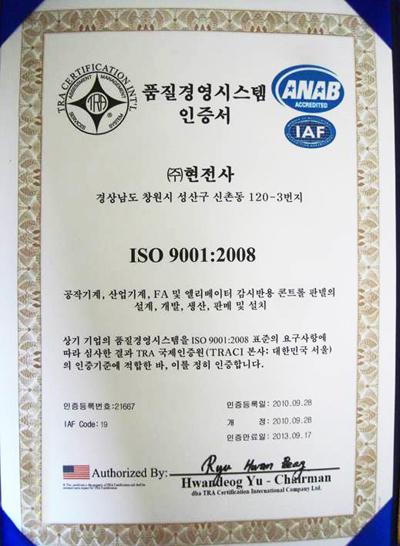 TRA CERTIFICATION INT'L
ASSESSMENT MANAGEMENT
TRA
SERVICES SYSTEM
ANAB
ACCREDITED
IAF
품질경영시스템
인증서
㈜현전사
경상남도 창원시 성산구 신촌동 120-3번지
ISO 9001:2008
공작기계, 산업기계, FA 및 엘리베이터 감시반용 콘트롤 판넬의
설계, 개발, 생산, 판매 및 설치
상기 기업의 품질경영시스템을 ISO 9001:2008 표준의 요구사항에
따라 심사한 결과 TRA 국제인증원(TRACI 본사: 대한민국 서울)
의 인증기준에 적합한 바, 이를 정히 인증합니다.
인증등록번호:21667
인증등록일: 2010.09.28
IAF Code: 19
개 정: 2010.09.28
인증만료일: 2013.09.17
Authorized By:
Hwandeog Yu - Chairman
dba TRA Certification International Company Ltd.